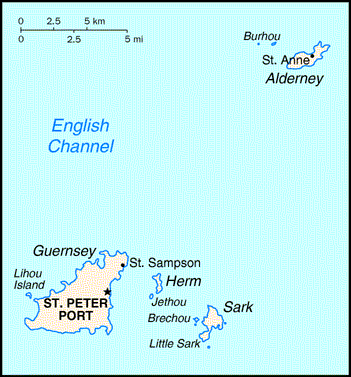 0 2.5 5 km
0 2.5 5 mi
Burhou
St. Anne
Alderney
English
Channel
Guernsey
St. Sampson
Lihou
Island
Herm
ST. PETER
PORT
Jethou
Sark
Brechou
Little Sark